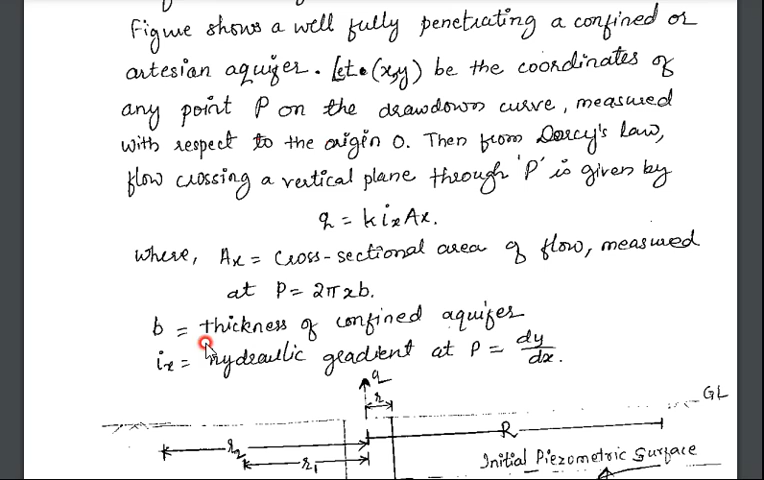 Figure shows a well fully penetrating a confined or
artesian aquifer. Let (x,y) be the coordinates of
any point P on the drawdown curve, measured
with respect to the origin O. Then from Darcy's Law,
flow crossing a vertical plane through 'P' is given by
q = k ix Ax.
where, Ax = Cross-sectional area of flow, measured
at P = 2πxb.
b = thickness of confined aquifer
ix = hydraulic gradient at P = dy/dx.
q
r
GL
R
r2
r1
Initial Piezometric Surface